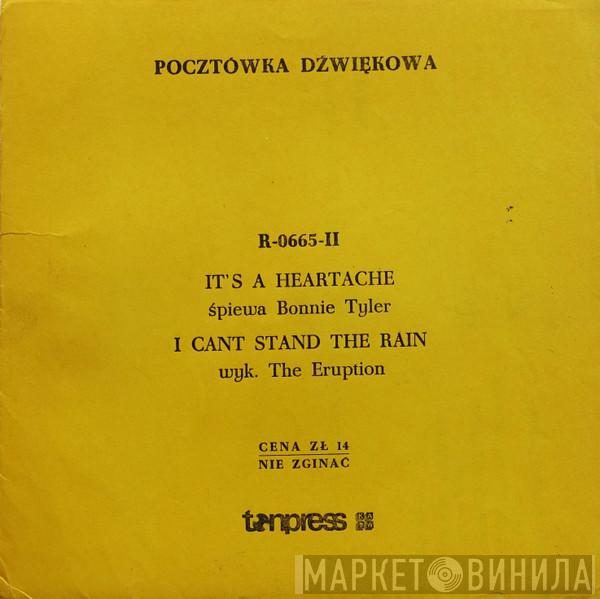 POCZTÓWKA DŹWIĘKOWA
R-0665-II
IT'S A HEARTACHE
śpiewa Bonnie Tyler
I CANT STAND THE RAIN
wyk. The Eruption
CENA ZŁ 14
NIE ZGINAĆ
tonpress
МАРКЕТ ВИНИЛА